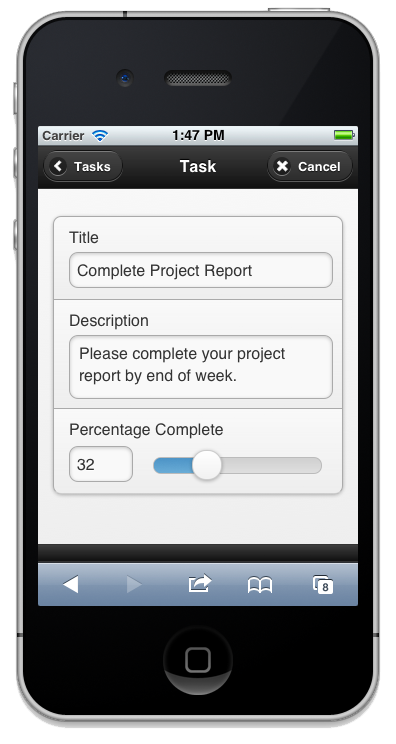 Carrier 1:47 PM
Tasks Task Cancel
Title
Complete Project Report
Description
Please complete your project
report by end of week.
Percentage Complete
32
8